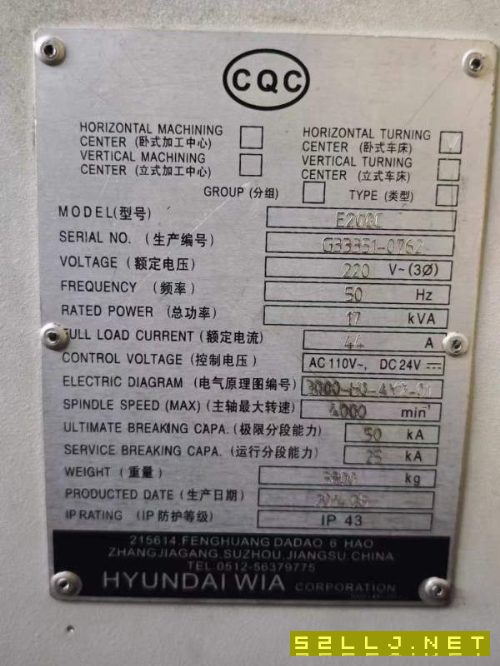 CQC
HORIZONTAL MACHINING CENTER (卧式加工中心)
HORIZONTAL TURNING CENTER (卧式车床)
VERTICAL MACHINING CENTER (立式加工中心)
VERTICAL TURNING CENTER (立式车床)
GROUP (分组) TYPE (类型)
MODEL(型号)
SERIAL NO. (生产编号) G33351-0762
VOLTAGE (额定电压) 220 V~(3Ø)
FREQUENCY (频率) 50 Hz
RATED POWER (总功率) 17 kVA
FULL LOAD CURRENT (额定电流) 44 A
CONTROL VOLTAGE (控制电压) AC 110V~, DC 24V
ELECTRIC DIAGRAM (电气原理图编号)
SPINDLE SPEED (MAX) (主轴最大转速) 4000 min⁻¹
ULTIMATE BREAKING CAPA. (极限分段能力) 50 kA
SERVICE BREAKING CAPA. (运行分段能力) 25 kA
WEIGHT (重量) kg
PRODUCTED DATE (生产日期)
IP RATING (IP防护等级) IP 43
215614,FENGHUANG DADAO 6 HAO
ZHANGJIAGANG.SUZHOU.JIANGSU.CHINA
TEL.0512-56379775
HYUNDAI WIA CORPORATION
S2LLJ.NET